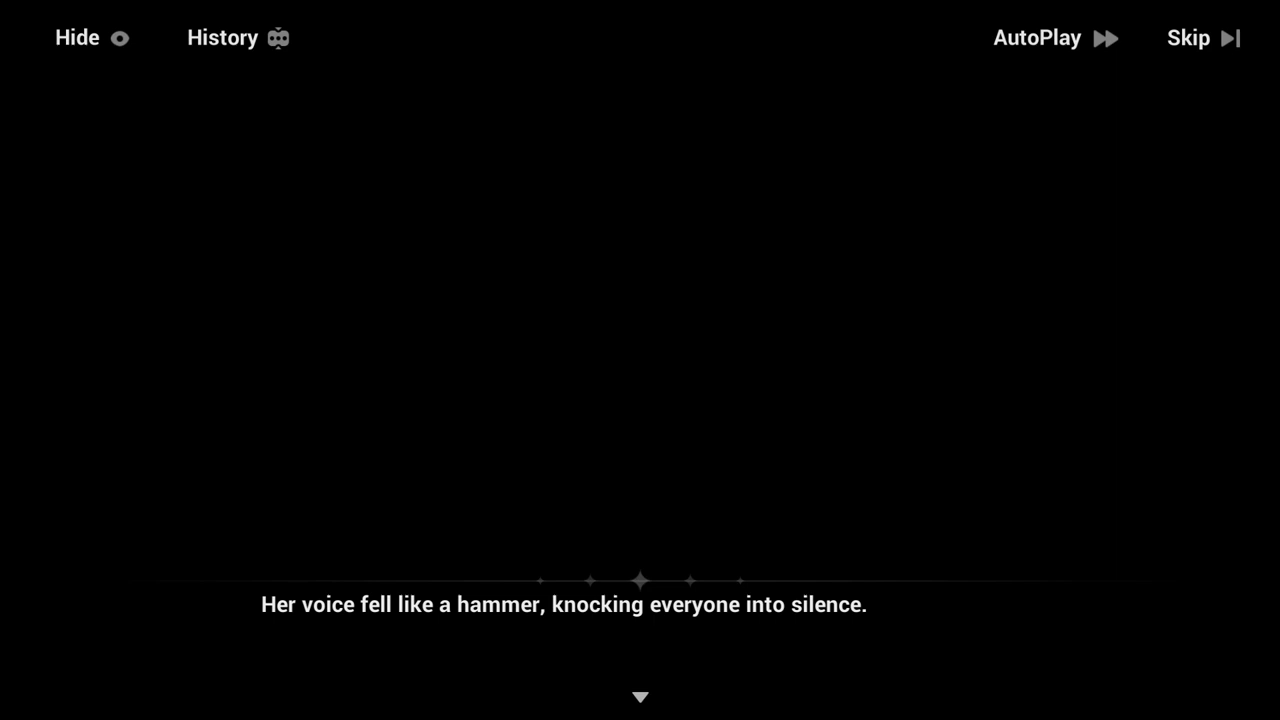 Hide
History
AutoPlay
Skip
Her voice fell like a hammer, knocking everyone into silence.